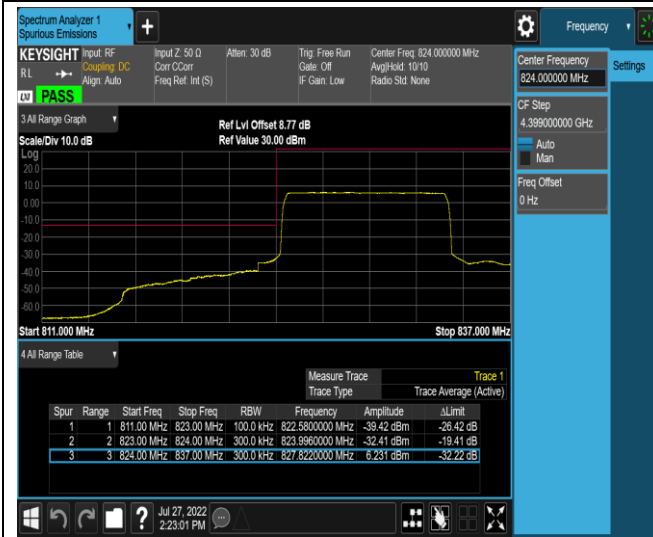 Spectrum Analyzer 1
Spurious Emissions
Frequency
KEYSIGHT Input: RF Input Z: 50 Ω Atten: 30 dB Trig: Free Run Center Freq: 824.000000 MHz
RL Coupling: DC Corr CCorr Gate: Off Avg|Hold: 10/10
Align: Auto Freq Ref: Int (S) IF Gain: Low Radio Std: None
LXI PASS
Center Frequency
824.000000 MHz
Settings
CF Step
4.399000000 GHz
Auto
Man
Freq Offset
0 Hz
3 All Range Graph
Ref Lvl Offset 8.77 dB
Scale/Div 10.0 dB Ref Value 30.00 dBm
Log
20.0
10.0
0.00
-10.0
-20.0
-30.0
-40.0
-50.0
-60.0
Start 811.000 MHz Stop 837.000 MHz
4 All Range Table
Measure Trace Trace 1
Trace Type Trace Average (Active)
Spur Range Start Freq Stop Freq RBW Frequency Amplitude ΔLimit
1 1 811.00 MHz 823.00 MHz 100.0 kHz 822.5800000 MHz -39.42 dBm -26.42 dB
2 2 823.00 MHz 824.00 MHz 300.0 kHz 823.9960000 MHz -32.41 dBm -19.41 dB
3 3 824.00 MHz 837.00 MHz 300.0 kHz 827.8220000 MHz 6.231 dBm -32.22 dB
Jul 27, 2022
2:23:01 PM